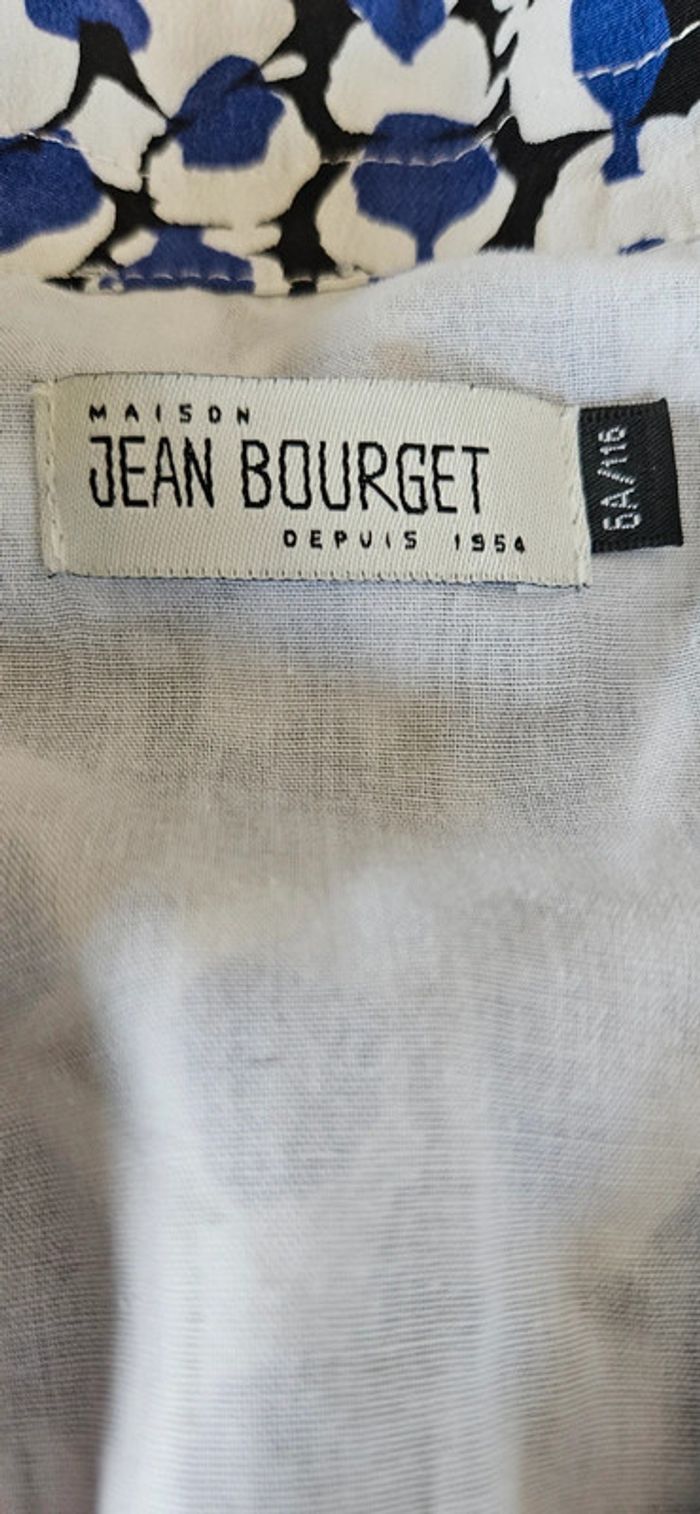 MAISON
JEAN BOURGET
DEPUIS 1954
6A/116